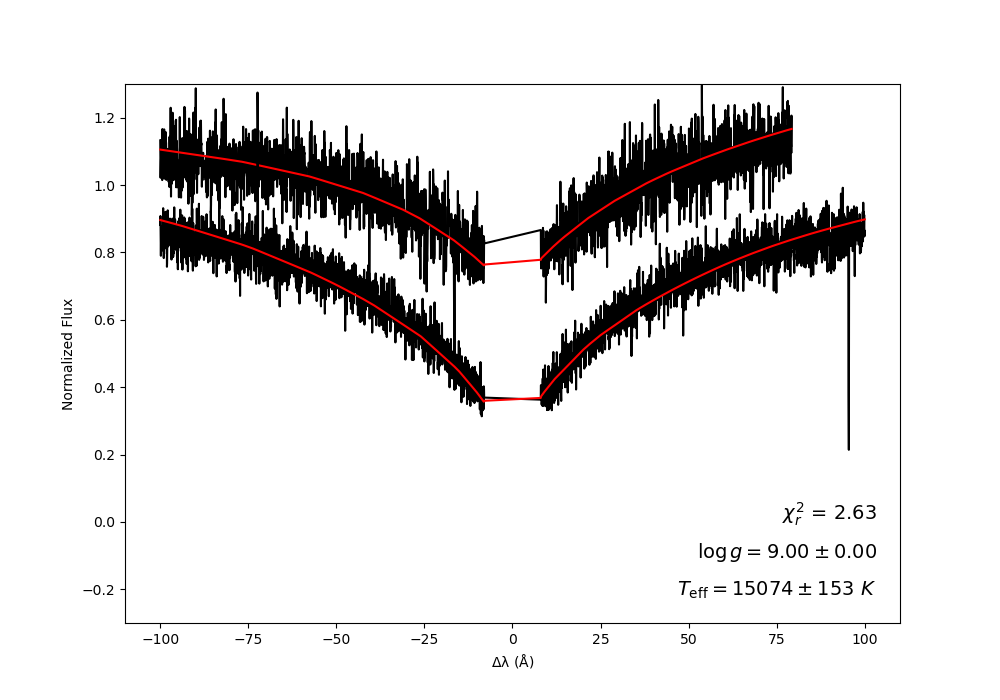 1.2
1.0
0.8
0.6
0.4
0.2
0.0
−0.2
Normalized Flux
χ²ᵣ = 2.63
log g = 9.00 ± 0.00
T_eff = 15074 ± 153 K
−100 −75 −50 −25 0 25 50 75 100
Δλ (Å)